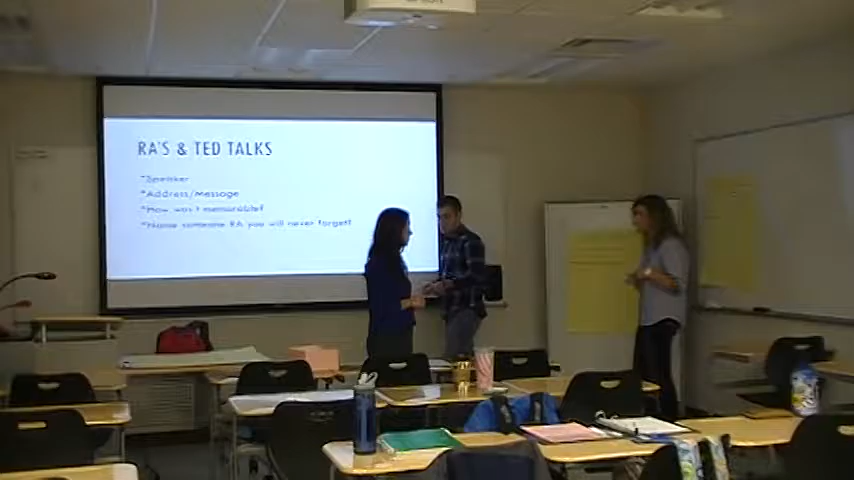 RA'S & TED TALKS
*Speaker
*Address/Message
*How was it memorable?
*Name someone RA you will never forget?